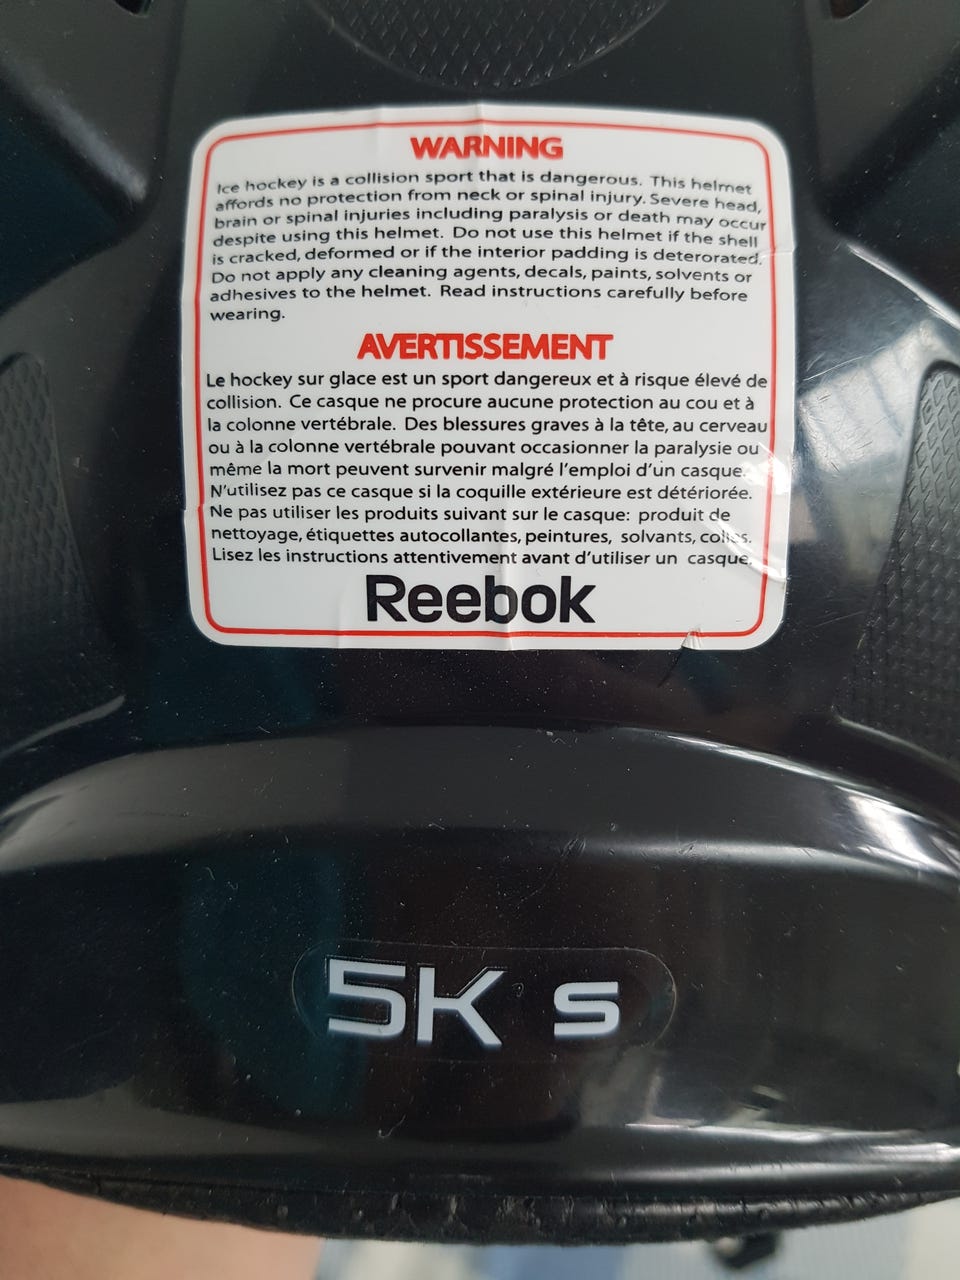 WARNING
Ice hockey is a collision sport that is dangerous. This helmet
affords no protection from neck or spinal injury. Severe head,
brain or spinal injuries including paralysis or death may occur
despite using this helmet. Do not use this helmet if the shell
is cracked, deformed or if the interior padding is deterorated.
Do not apply any cleaning agents, decals, paints, solvents or
adhesives to the helmet. Read instructions carefully before
wearing.
AVERTISSEMENT
Le hockey sur glace est un sport dangereux et à risque élevé de
collision. Ce casque ne procure aucune protection au cou et à
la colonne vertébrale. Des blessures graves à la tête, au cerveau
ou à la colonne vertébrale pouvant occasionner la paralysie ou
même la mort peuvent survenir malgré l'emploi d'un casque.
N'utilisez pas ce casque si la coquille extérieure est détériorée.
Ne pas utiliser les produits suivant sur le casque: produit de
nettoyage, étiquettes autocollantes, peintures, solvants, colles.
Lisez les instructions attentivement avant d'utiliser un casque.
Reebok
5K S